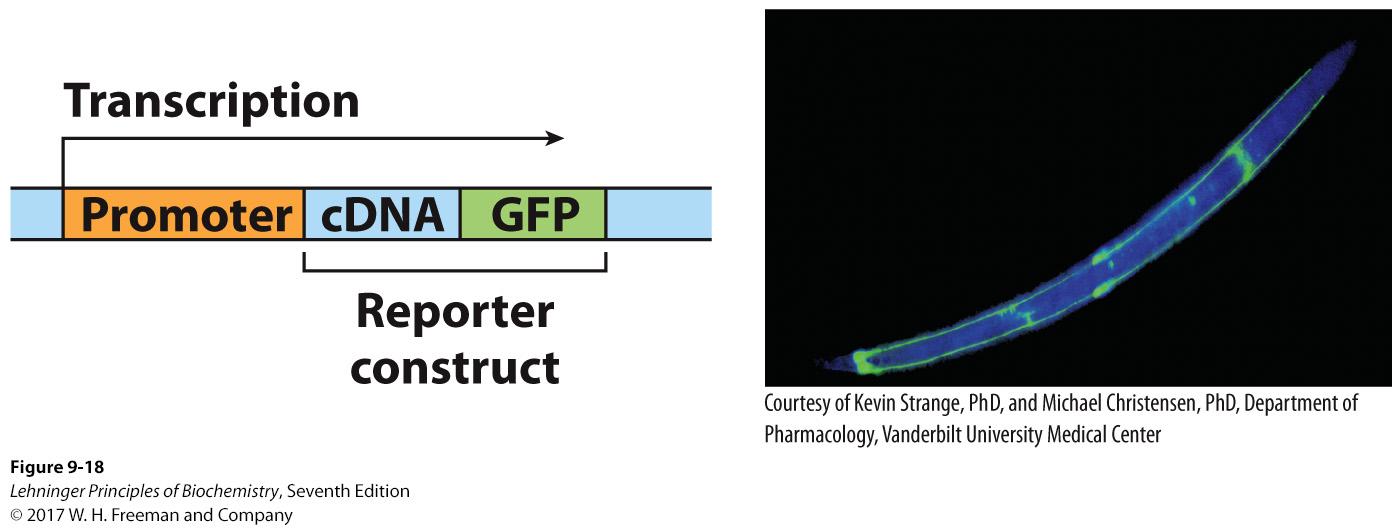 Transcription
Promoter
cDNA
GFP
Reporter
construct
Courtesy of Kevin Strange, PhD, and Michael Christensen, PhD, Department of
Pharmacology, Vanderbilt University Medical Center
Figure 9-18
Lehninger Principles of Biochemistry, Seventh Edition
© 2017 W. H. Freeman and Company